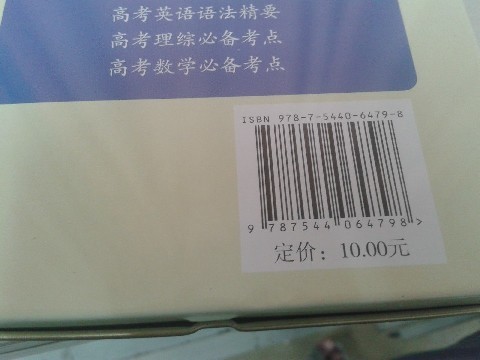 高考英语语法精要
高考理综必备考点
高考数学必备考点
ISBN 978-7-5440-6479-8
9 787544 064798 >
定价：10.00元